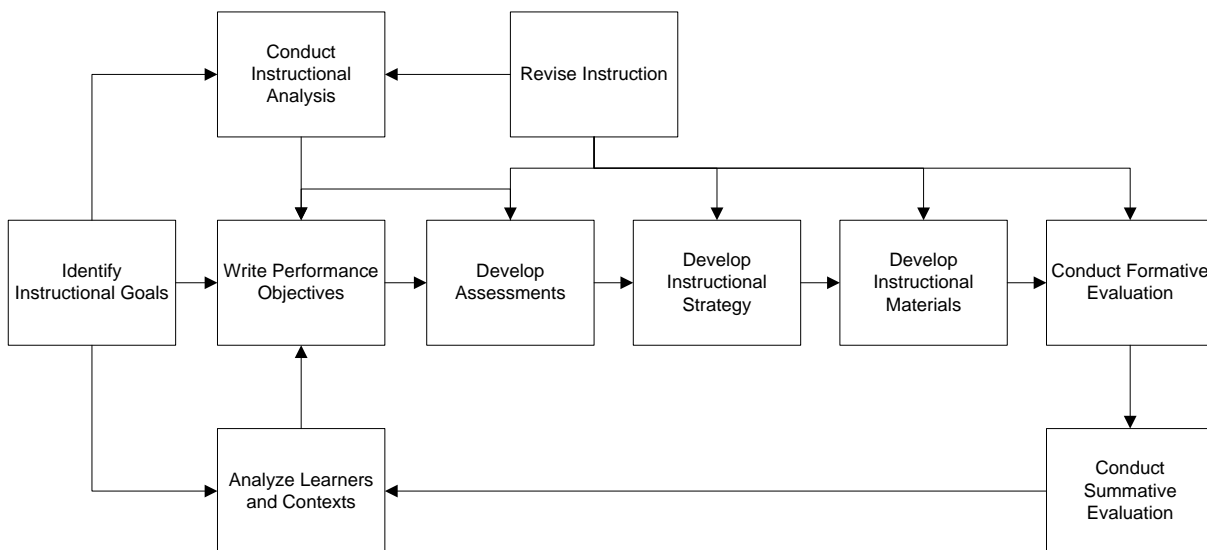 Conduct
Instructional
Analysis
Revise Instruction
Identify
Instructional Goals
Write Performance
Objectives
Develop
Assessments
Develop
Instructional
Strategy
Develop
Instructional
Materials
Conduct Formative
Evaluation
Analyze Learners
and Contexts
Conduct
Summative
Evaluation